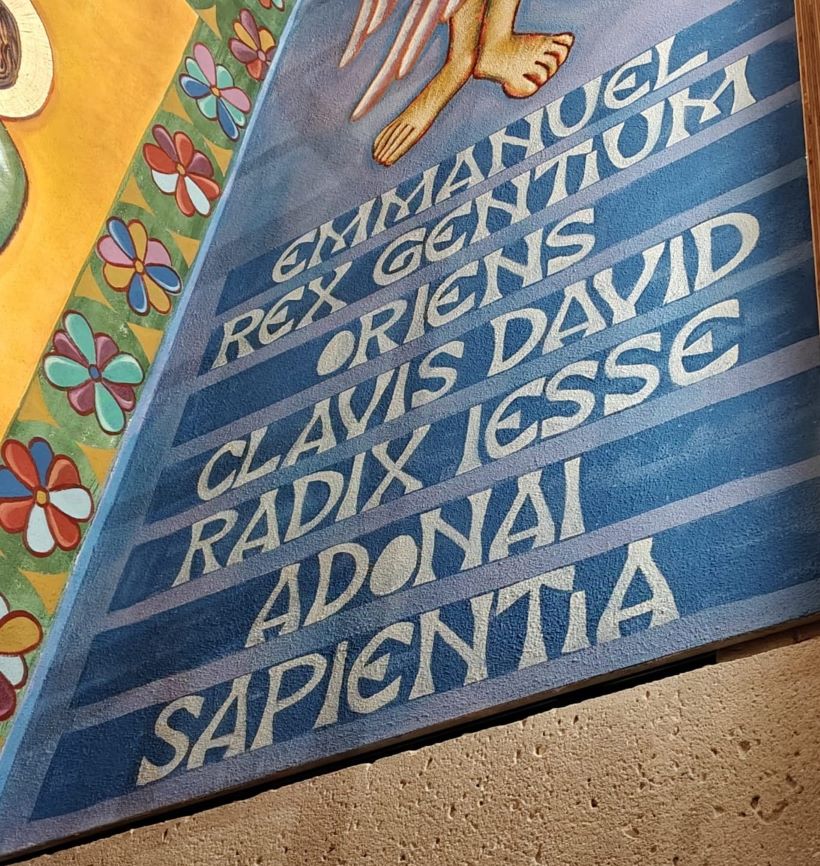 EMMANUEL
REX GENTIUM
ORIENS
CLAVIS DAVID
RADIX IESSE
ADONAI
SAPIENTIA